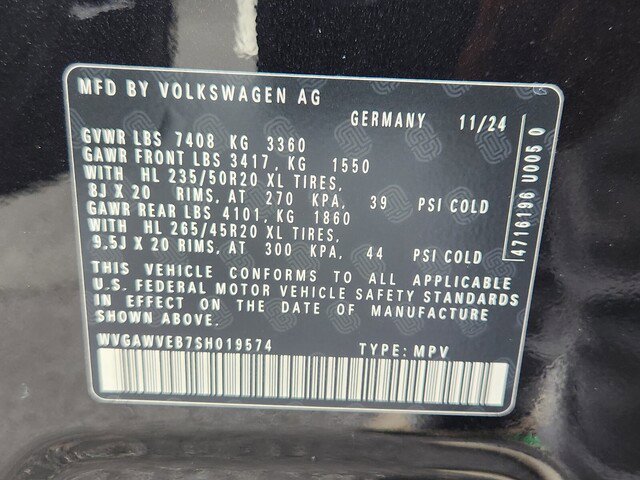 MFD BY VOLKSWAGEN AG
GERMANY 11/24
GVWR LBS 7408 KG 3360
GAWR FRONT LBS 3417, KG 1550
WITH HL 235/50R20 XL TIRES,
8J X 20 RIMS, AT 270 KPA, 39 PSI COLD
GAWR REAR LBS 4101, KG 1860
WITH HL 265/45R20 XL TIRES,
9.5J X 20 RIMS, AT 300 KPA, 44 PSI COLD
THIS VEHICLE CONFORMS TO ALL APPLICABLE
U.S. FEDERAL MOTOR VEHICLE SAFETY STANDARDS
IN EFFECT ON THE DATE OF MANUFACTURE
SHOWN ABOVE.
WVGAWVEB7SH019574 TYPE: MPV
4716196 U005 0